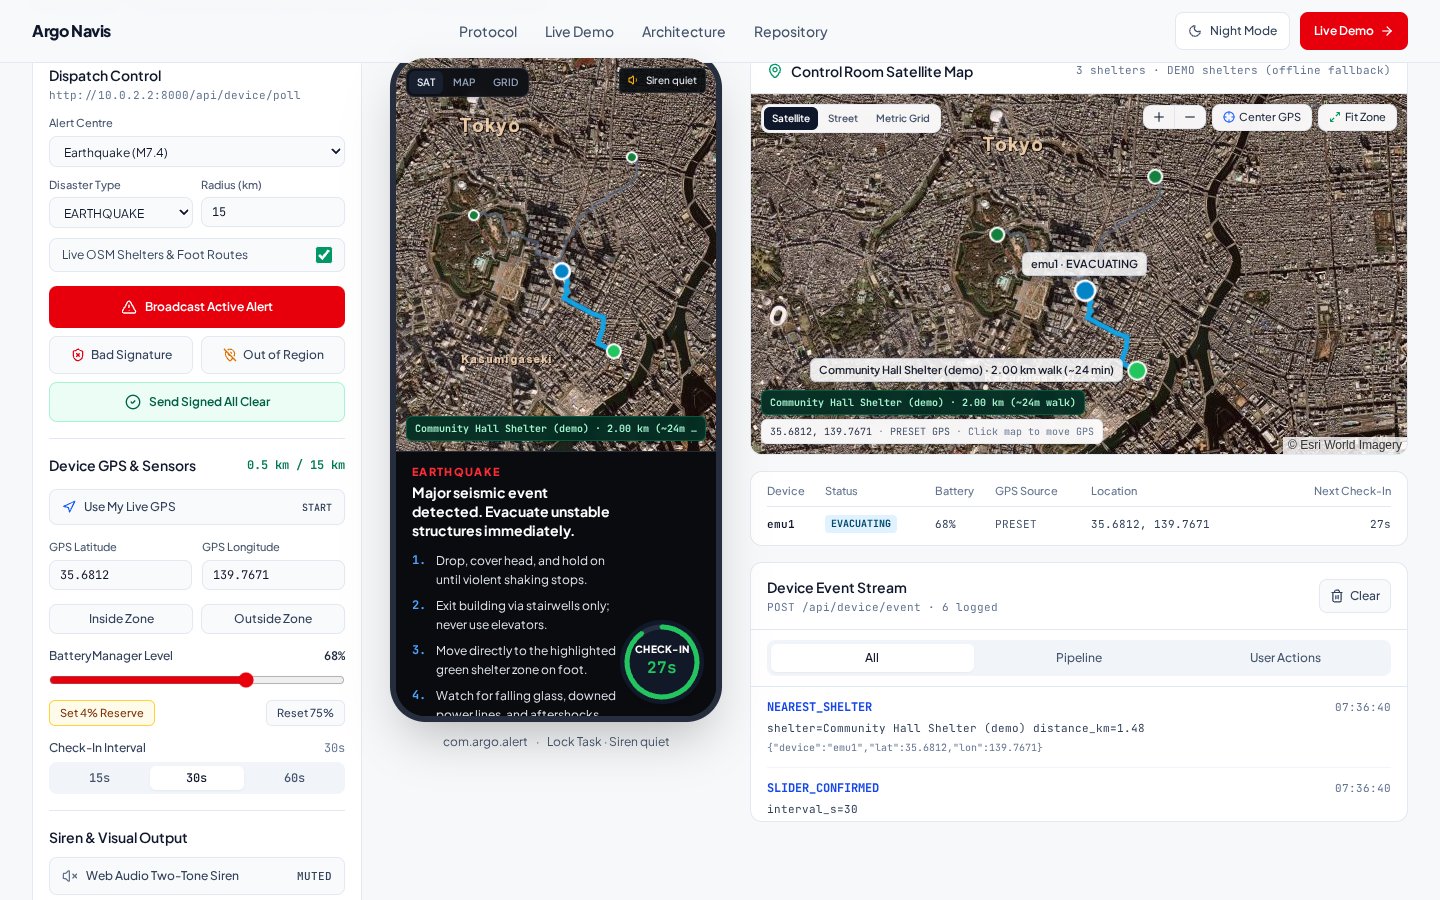 Argo Navis
Protocol
Live Demo
Architecture
Repository
Night Mode
Live Demo
Dispatch Control
http://10.0.2.2:8000/api/device/poll
Alert Centre
Earthquake (M7.4)
Disaster Type
Radius (km)
EARTHQUAKE
15
Live OSM Shelters & Foot Routes
Broadcast Active Alert
Bad Signature
Out of Region
Send Signed All Clear
Device GPS & Sensors
0.5 km / 15 km
Use My Live GPS
START
GPS Latitude
GPS Longitude
35.6812
139.7671
Inside Zone
Outside Zone
BatteryManager Level
68%
Set 4% Reserve
Reset 75%
Check-In Interval
30s
15s
30s
60s
Siren & Visual Output
Web Audio Two-Tone Siren
MUTED
SAT
MAP
GRID
Siren quiet
Tokyo
Kasumigaseki
Community Hall Shelter (demo) · 2.00 km (~24m …
EARTHQUAKE
Major seismic event
detected. Evacuate unstable
structures immediately.
1. Drop, cover head, and hold on
until violent shaking stops.
2. Exit building via stairwells only;
never use elevators.
3. Move directly to the highlighted
green shelter zone on foot.
4. Watch for falling glass, downed
power lines, and aftershocks.
CHECK-IN
27s
com.argo.alert · Lock Task · Siren quiet
Control Room Satellite Map
3 shelters · DEMO shelters (offline fallback)
Satellite
Street
Metric Grid
+
−
Center GPS
Fit Zone
Tokyo
emu1 · EVACUATING
Community Hall Shelter (demo) · 2.00 km walk (~24 min)
Community Hall Shelter (demo) · 2.00 km (~24m walk)
35.6812, 139.7671 · PRESET GPS · Click map to move GPS
© Esri World Imagery
Device
Status
Battery
GPS Source
Location
Next Check-In
emu1
EVACUATING
68%
PRESET
35.6812, 139.7671
27s
Device Event Stream
POST /api/device/event · 6 logged
Clear
All
Pipeline
User Actions
NEAREST_SHELTER
07:36:40
shelter=Community Hall Shelter (demo) distance_km=1.48
{"device":"emu1","lat":35.6812,"lon":139.7671}
SLIDER_CONFIRMED
07:36:40
interval_s=30